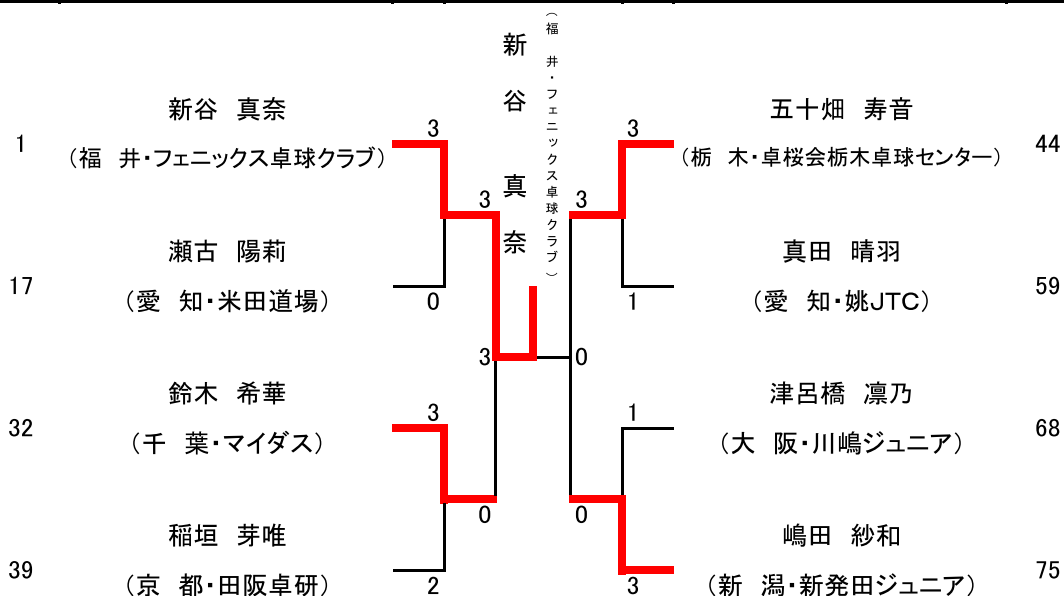 新谷 真奈
(福 井・フェニックス卓球クラブ)
1
新谷 真奈
(福 井・フェニックス卓球クラブ)
3
17
瀬古 陽莉
(愛 知・米田道場)
0
3
32
鈴木 希華
(千 葉・マイダス)
3
39
稲垣 芽唯
(京 都・田阪卓研)
2
0
3
0
44
五十畑 寿音
(栃 木・卓桜会栃木卓球センター)
3
59
真田 晴羽
(愛 知・姚JTC)
1
3
68
津呂橋 凛乃
(大 阪・川嶋ジュニア)
1
75
嶋田 紗和
(新 潟・新発田ジュニア)
3
0